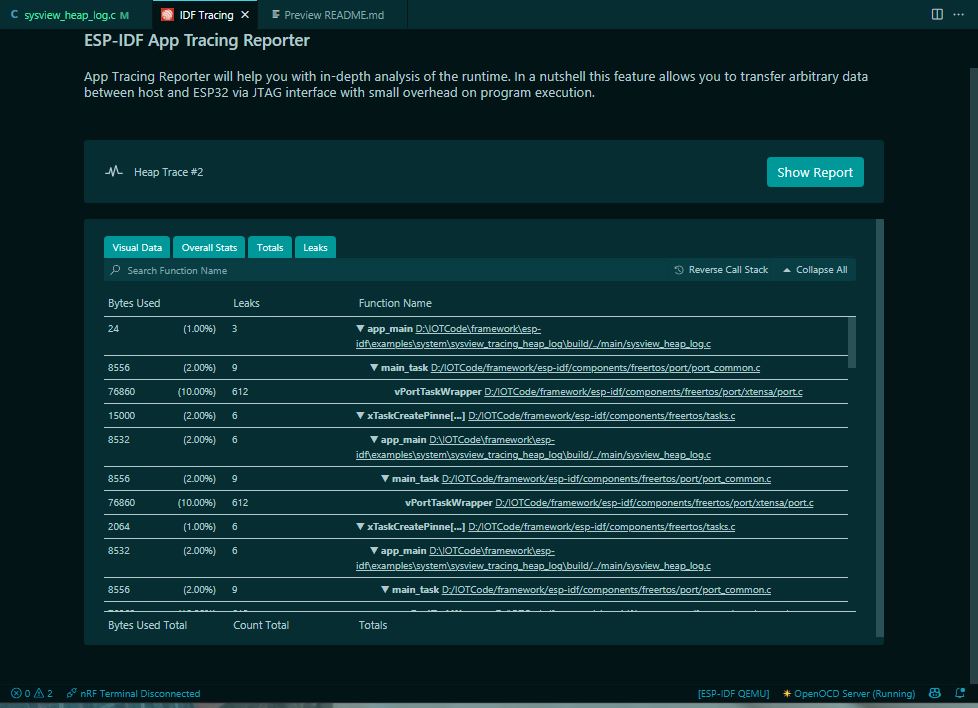 sysview_heap_log.c M
IDF Tracing
Preview README.md
ESP-IDF App Tracing Reporter
App Tracing Reporter will help you with in-depth analysis of the runtime. In a nutshell this feature allows you to transfer arbitrary data
between host and ESP32 via JTAG interface with small overhead on program execution.
Heap Trace #2
Show Report
Visual Data Overall Stats Totals Leaks
Search Function Name Reverse Call Stack Collapse All
Bytes Used Leaks Function Name
24 (1.00%) 3 app_main D:\IOTCode\framework\esp-
idf\examples\system\sysview_tracing_heap_log\build/../main/sysview_heap_log.c
8556 (2.00%) 9 main_task D:/IOTCode/framework/esp-idf/components/freertos/port/port_common.c
76860 (10.00%) 612 vPortTaskWrapper D:/IOTCode/framework/esp-idf/components/freertos/port/xtensa/port.c
15000 (2.00%) 6 xTaskCreatePinne[...] D:/IOTCode/framework/esp-idf/components/freertos/tasks.c
8532 (2.00%) 6 app_main D:\IOTCode\framework\esp-
idf\examples\system\sysview_tracing_heap_log\build/../main/sysview_heap_log.c
8556 (2.00%) 9 main_task D:/IOTCode/framework/esp-idf/components/freertos/port/port_common.c
76860 (10.00%) 612 vPortTaskWrapper D:/IOTCode/framework/esp-idf/components/freertos/port/xtensa/port.c
2064 (1.00%) 6 xTaskCreatePinne[...] D:/IOTCode/framework/esp-idf/components/freertos/tasks.c
8532 (2.00%) 6 app_main D:\IOTCode\framework\esp-
idf\examples\system\sysview_tracing_heap_log\build/../main/sysview_heap_log.c
8556 (2.00%) 9 main_task D:/IOTCode/framework/esp-idf/components/freertos/port/port_common.c
Bytes Used Total Count Total Totals
0 2 nRF Terminal Disconnected [ESP-IDF QEMU] OpenOCD Server (Running)